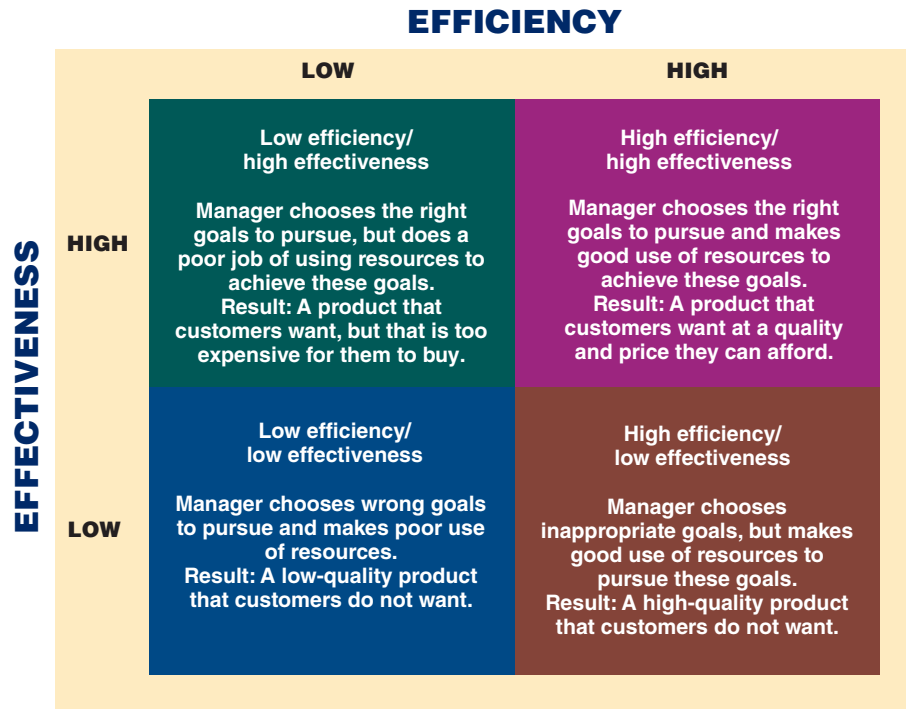 EFFICIENCY
LOW
HIGH
EFFECTIVENESS
HIGH
Low efficiency/
high effectiveness
Manager chooses the right
goals to pursue, but does a
poor job of using resources to
achieve these goals.
Result: A product that
customers want, but that is too
expensive for them to buy.
High efficiency/
high effectiveness
Manager chooses the right
goals to pursue and makes
good use of resources to
achieve these goals.
Result: A product that
customers want at a quality
and price they can afford.
LOW
Low efficiency/
low effectiveness
Manager chooses wrong goals
to pursue and makes poor use
of resources.
Result: A low-quality product
that customers do not want.
High efficiency/
low effectiveness
Manager chooses
inappropriate goals, but makes
good use of resources to
pursue these goals.
Result: A high-quality product
that customers do not want.